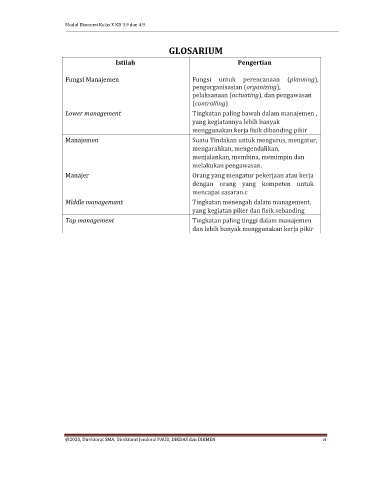 Modul Ekonomi Kelas X KD 3.9 dan 4.9
GLOSARIUM
Istilah
Pengertian
Fungsi Manajemen
Fungsi untuk perencanaan (planning),
pengorganisasian (organizing),
pelaksanaan (actuating), dan pengawasan
(controlling)
Lower management
Tingkatan paling bawah dalam manajemen ,
yang kegiatannya lebih banyak
menggunakan kerja fisik dibanding pikir
Manajemen
Suatu Tindakan untuk mengurus, mengatur,
mengarahkan, mengendalikan,
menjalankan, membina, memimpin dan
melakukan pengawasan.
Manajer
Orang yang mengatur pekerjaan atau kerja
dengan orang yang kompeten untuk
mencapai sasaran.c
Middle management
Tingkatan menengah dalam management,
yang kegiatan piker dan fisik sebanding
Top management
Tingkatan paling tinggi dalam manajemen
dan lebih banyak menggunakan kerja pikir
@2020, Direktorat SMA, Direktorat Jenderal PAUD, DIKDAS dan DIKMEN
vi